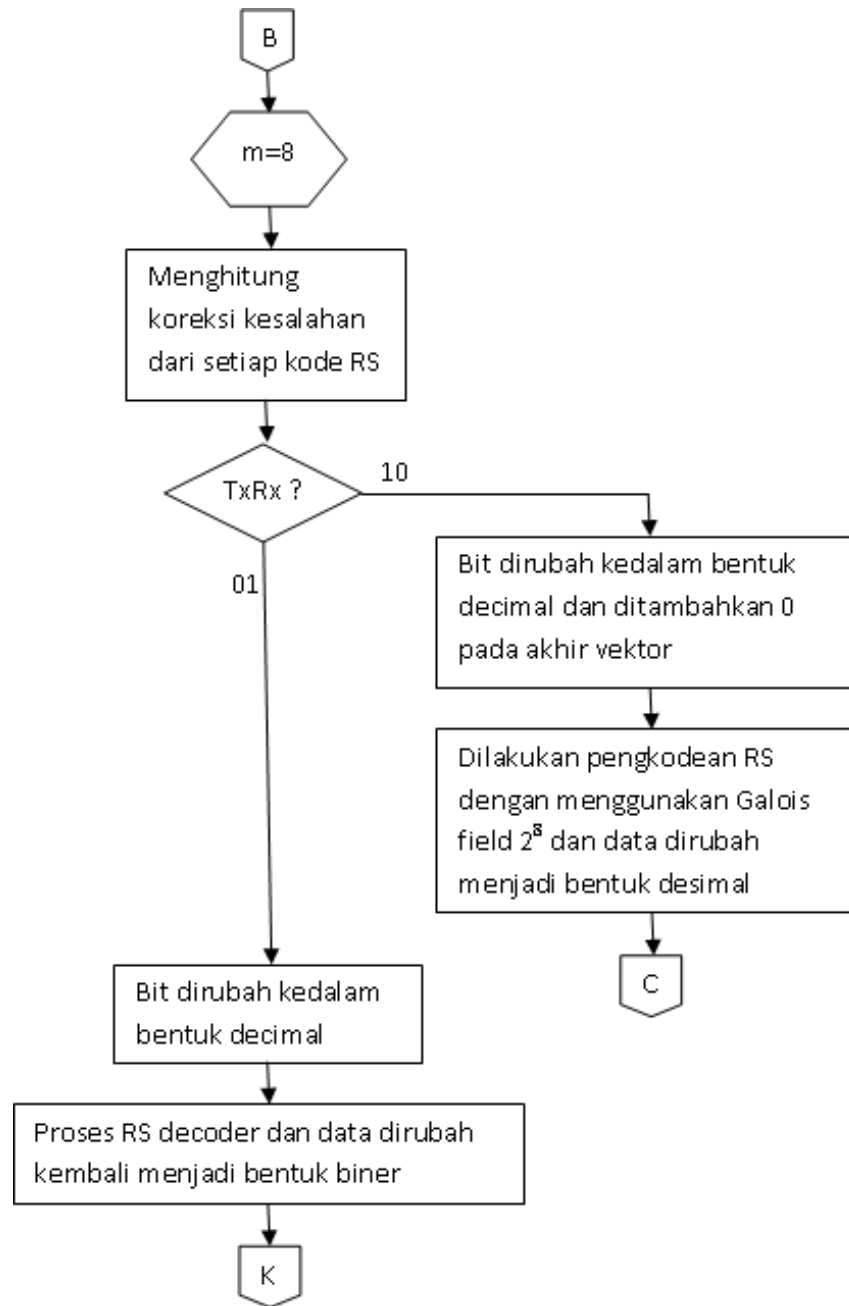 B
m=8
Menghitung
koreksi kesalahan
dari setiap kode RS
TxRx ?
10
01
Bit dirubah kedalam bentuk
decimal dan ditambahkan 0
pada akhir vektor
Dilakukan pengkodean RS
dengan menggunakan Galois
field 2⁸ dan data dirubah
menjadi bentuk desimal
C
Bit dirubah kedalam
bentuk decimal
Proses RS decoder dan data dirubah
kembali menjadi bentuk biner
K